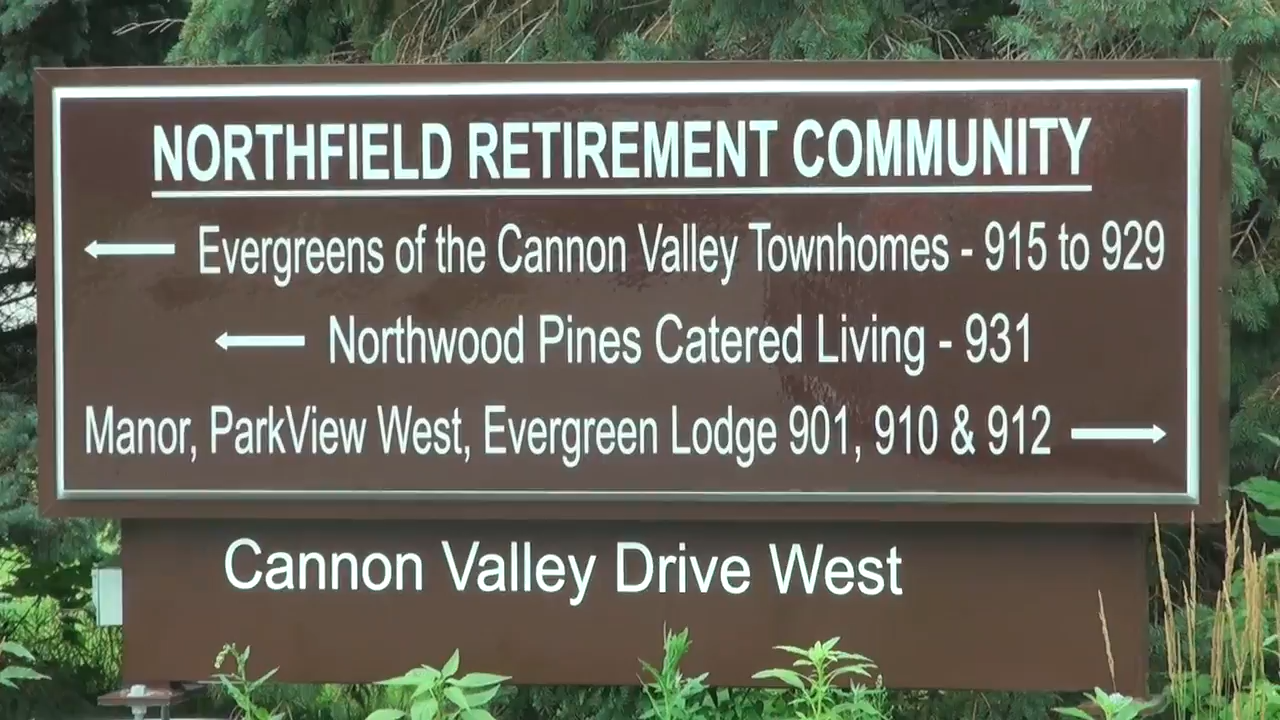 NORTHFIELD RETIREMENT COMMUNITY
Evergreens of the Cannon Valley Townhomes - 915 to 929
Northwood Pines Catered Living - 931
Manor, ParkView West, Evergreen Lodge 901, 910 & 912
Cannon Valley Drive West